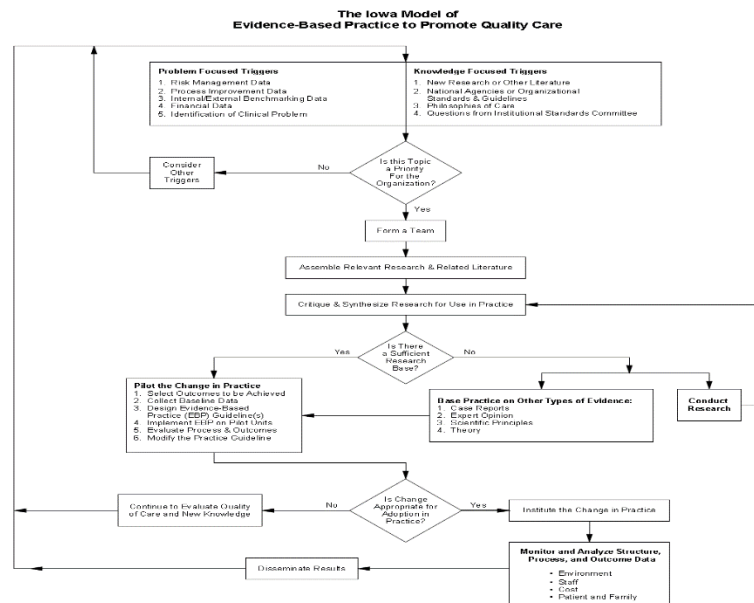 The Iowa Model of
Evidence-Based Practice to Promote Quality Care
Problem Focused Triggers
1. Risk Management Data
2. Process Improvement Data
3. Internal/External Benchmarking Data
4. Financial Data
5. Identification of Clinical Problem
Knowledge Focused Triggers
1. New Research or Other Literature
2. National Agencies or Organizational
Standards & Guidelines
3. Philosophies of Care
4. Questions from Institutional Standards Committee
Consider
Other
Triggers
No
Is this Topic
a Priority
For the
Organization?
Yes
Form a Team
Assemble Relevant Research & Related Literature
Critique & Synthesize Research for Use in Practice
Yes
Is There
a Sufficient
Research
Base?
No
Pilot the Change in Practice
1. Select Outcomes to be Achieved
2. Collect Baseline Data
3. Design Evidence-Based
Practice (EBP) Guideline(s)
4. Implement EBP on Pilot Units
5. Evaluate Process & Outcomes
6. Modify the Practice Guideline
Base Practice on Other Types of Evidence:
1. Case Reports
2. Expert Opinion
3. Scientific Principles
4. Theory
Conduct
Research
Continue to Evaluate Quality
of Care and New Knowledge
No
Is Change
Appropriate for
Adoption in
Practice?
Yes
Institute the Change in Practice
Disseminate Results
Monitor and Analyze Structure,
Process, and Outcome Data
• Environment
• Staff
• Cost
• Patient and Family